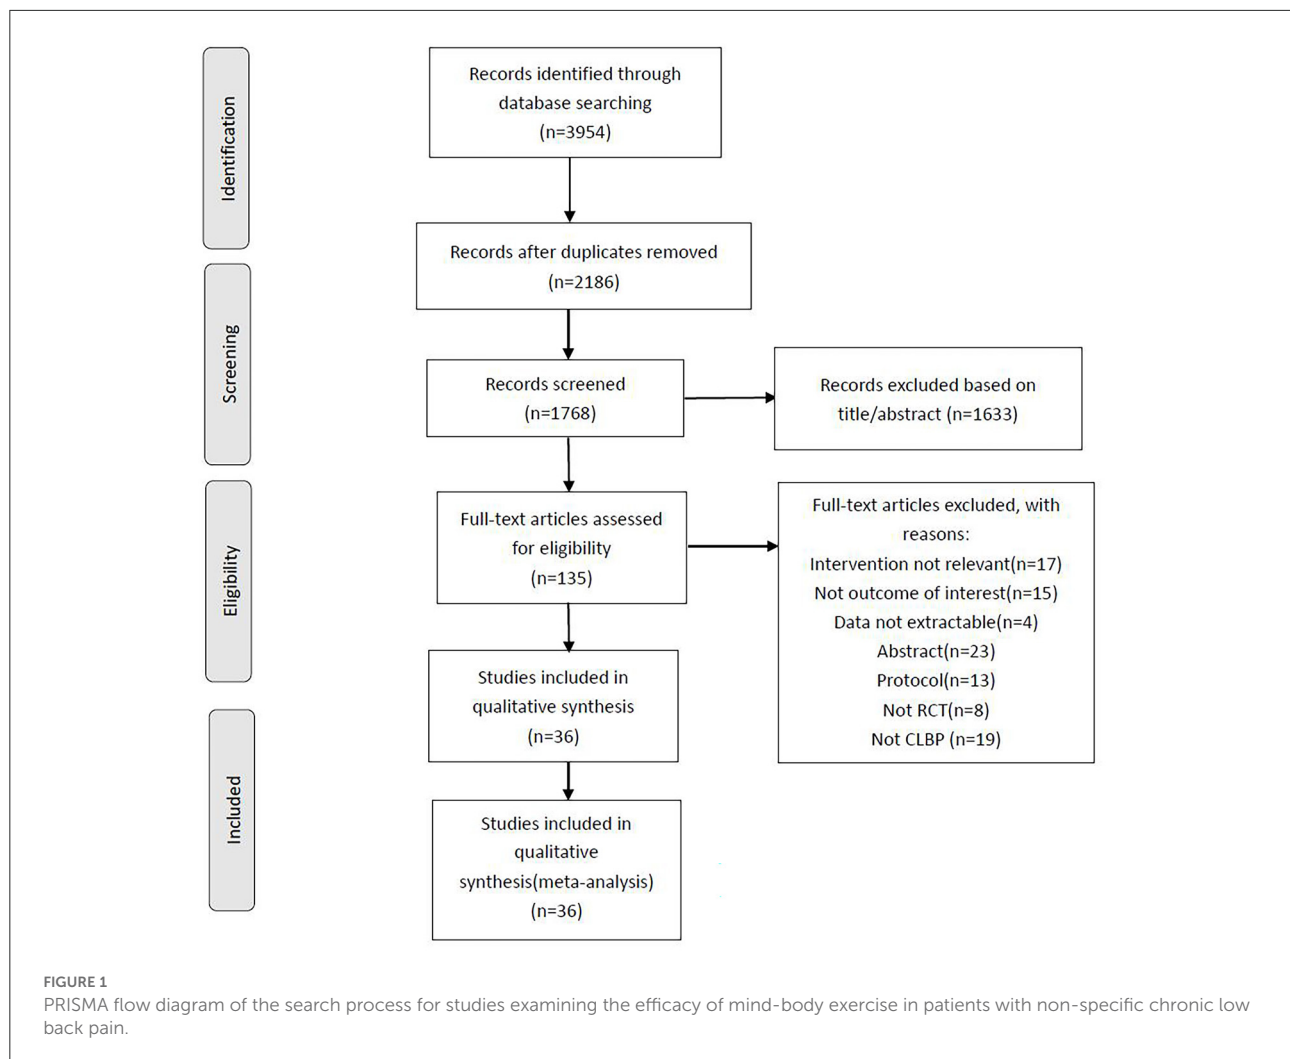 Identification
Records identified through
database searching
(n=3954)
Records after duplicates removed
(n=2186)
Screening
Records screened
(n=1768)
Records excluded based on
title/abstract (n=1633)
Eligibility
Full-text articles assessed
for eligibility
(n=135)
Full-text articles excluded, with
reasons:
Intervention not relevant(n=17)
Not outcome of interest(n=15)
Data not extractable(n=4)
Abstract(n=23)
Protocol(n=13)
Not RCT(n=8)
Not CLBP (n=19)
Studies included in
qualitative synthesis
(n=36)
Included
Studies included in
qualitative
synthesis(meta-analysis)
(n=36)
FIGURE 1
PRISMA flow diagram of the search process for studies examining the efficacy of mind-body exercise in patients with non-specific chronic low
back pain.